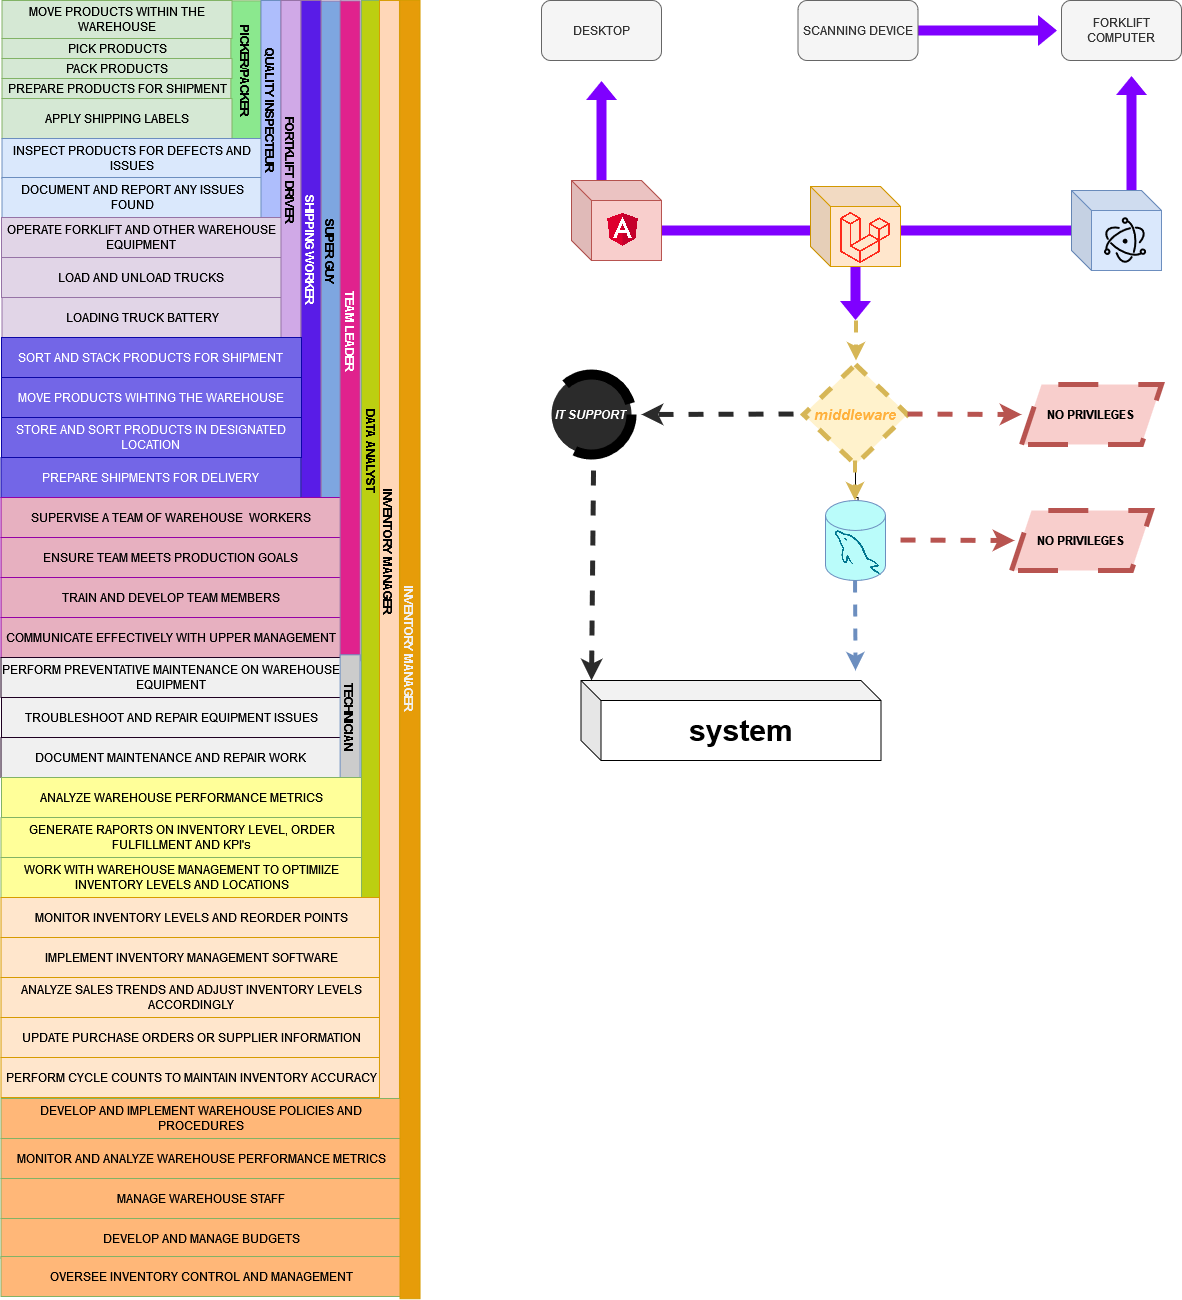 MOVE PRODUCTS WITHIN THE
WAREHOUSE
PICK PRODUCTS
PACK PRODUCTS
PREPARE PRODUCTS FOR SHIPMENT
APPLY SHIPPING LABELS
INSPECT PRODUCTS FOR DEFECTS AND
ISSUES
DOCUMENT AND REPORT ANY ISSUES
FOUND
OPERATE FORKLIFT AND OTHER WAREHOUSE
EQUIPMENT
LOAD AND UNLOAD TRUCKS
LOADING TRUCK BATTERY
SORT AND STACK PRODUCTS FOR SHIPMENT
MOVE PRODUCTS WIHTING THE WAREHOUSE
STORE AND SORT PRODUCTS IN DESIGNATED
LOCATION
PREPARE SHIPMENTS FOR DELIVERY
SUPERVISE A TEAM OF WAREHOUSE WORKERS
ENSURE TEAM MEETS PRODUCTION GOALS
TRAIN AND DEVELOP TEAM MEMBERS
COMMUNICATE EFFECTIVELY WITH UPPER MANAGEMENT
PERFORM PREVENTATIVE MAINTENANCE ON WAREHOUSE
EQUIPMENT
TROUBLESHOOT AND REPAIR EQUIPMENT ISSUES
DOCUMENT MAINTENANCE AND REPAIR WORK
ANALYZE WAREHOUSE PERFORMANCE METRICS
GENERATE RAPORTS ON INVENTORY LEVEL, ORDER
FULFILLMENT AND KPI's
WORK WITH WAREHOUSE MANAGEMENT TO OPTIMIIZE
INVENTORY LEVELS AND LOCATIONS
MONITOR INVENTORY LEVELS AND REORDER POINTS
IMPLEMENT INVENTORY MANAGEMENT SOFTWARE
ANALYZE SALES TRENDS AND ADJUST INVENTORY LEVELS
ACCORDINGLY
UPDATE PURCHASE ORDERS OR SUPPLIER INFORMATION
PERFORM CYCLE COUNTS TO MAINTAIN INVENTORY ACCURACY
DEVELOP AND IMPLEMENT WAREHOUSE POLICIES AND
PROCEDURES
MONITOR AND ANALYZE WAREHOUSE PERFORMANCE METRICS
MANAGE WAREHOUSE STAFF
DEVELOP AND MANAGE BUDGETS
OVERSEE INVENTORY CONTROL AND MANAGEMENT
PICKER/PACKER
QUALITY INSPECTEUR
FORTKLIFT DRIVER
SHIPPING WORKER
SUPER GUY
TEAM LEADER
TECHNICIAN
DATA ANALYST
INVENTORY MANAGER
INVENTORY MANAGER
DESKTOP
SCANNING DEVICE
FORKLIFT
COMPUTER
A
IT SUPPORT
middleware
NO PRIVILEGES
NO PRIVILEGES
system